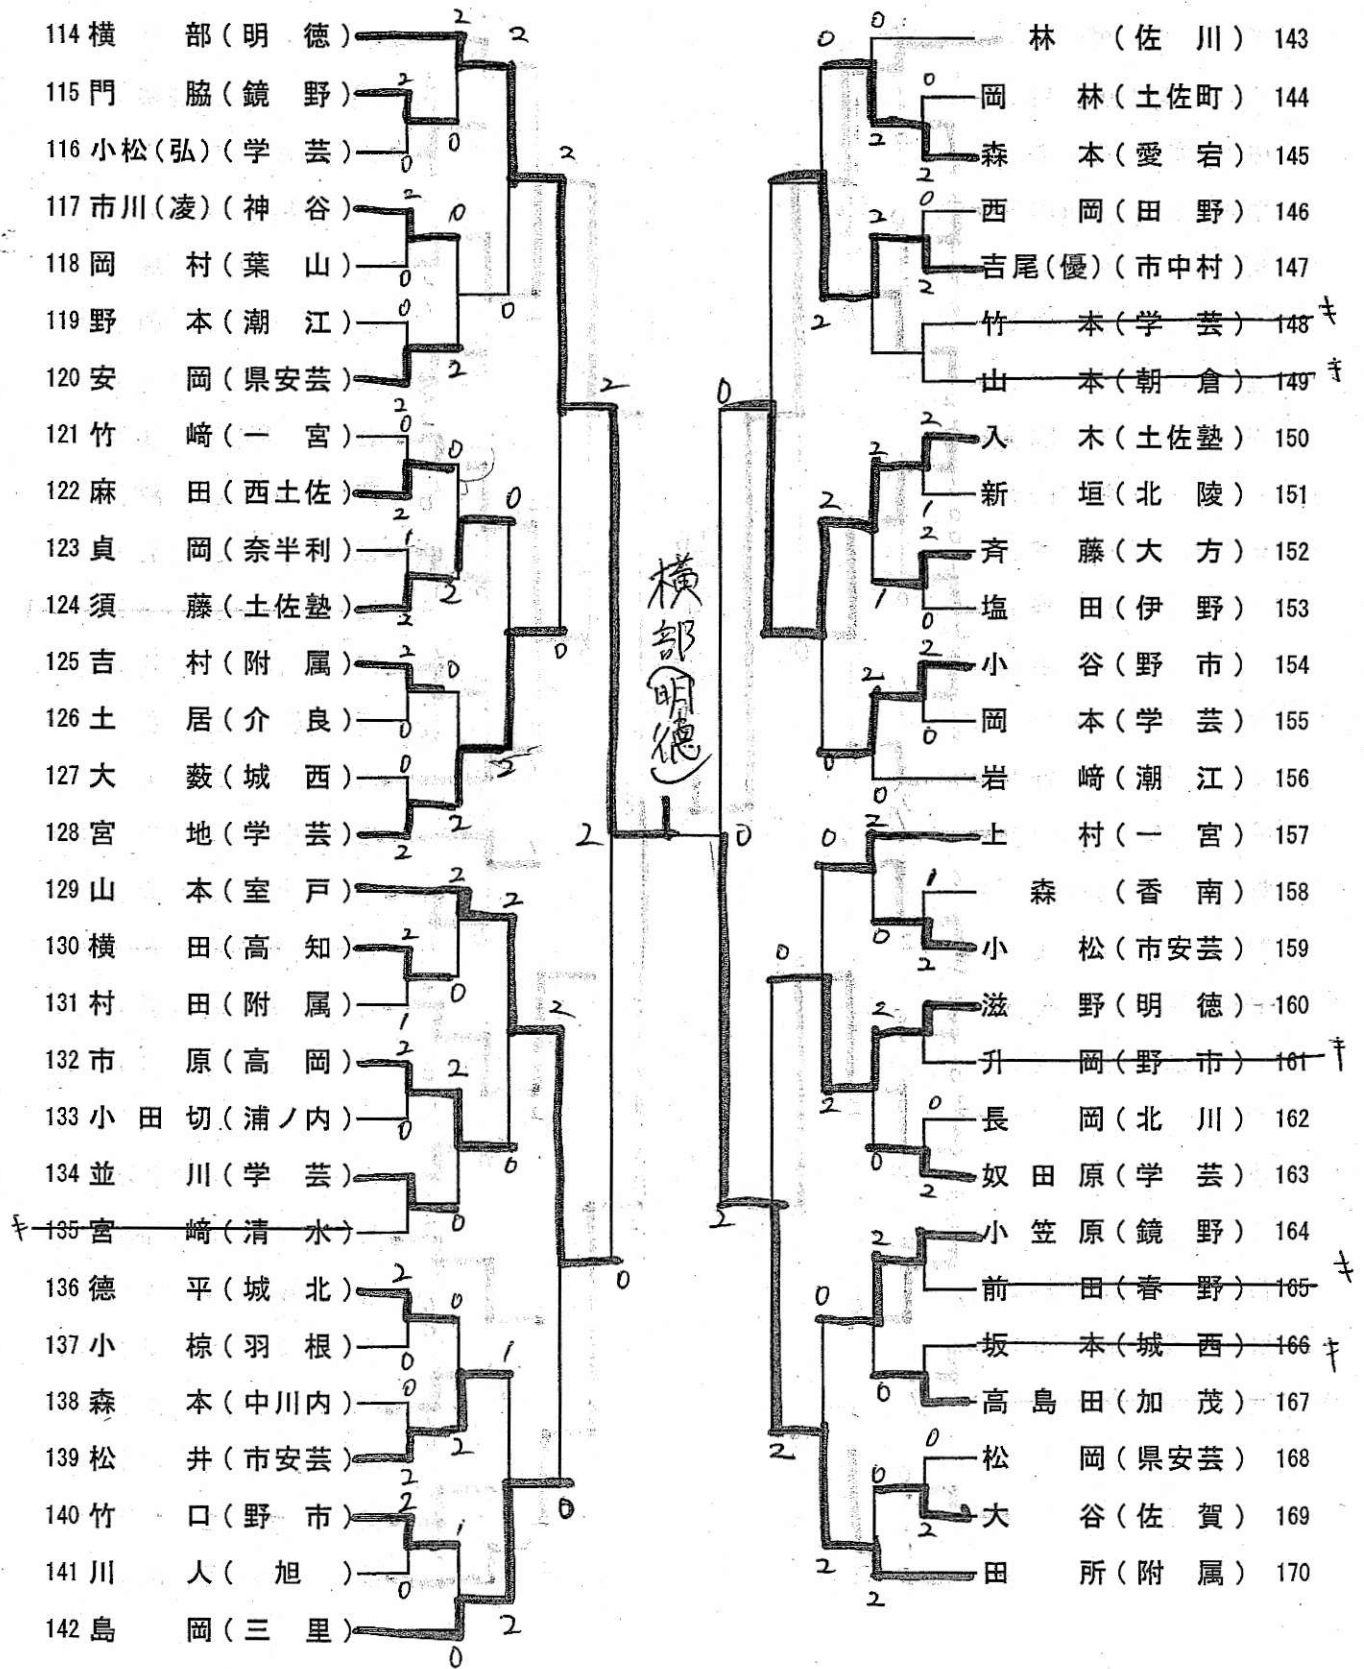 114 横 部 (明 徳)
115 門 脇 (鏡 野)
116 小松(弘) (学 芸)
117 市川(凌) (神 谷)
118 岡 村 (葉 山)
119 野 本 (潮 江)
120 安 岡 (県安芸)
121 竹 﨑 (一 宮)
122 麻 田 (西土佐)
123 貞 岡 (奈半利)
124 須 藤 (土佐塾)
125 吉 村 (附 属)
126 土 居 (介 良)
127 大 薮 (城 西)
128 宮 地 (学 芸)
129 山 本 (室 戸)
130 横 田 (高 知)
131 村 田 (附 属)
132 市 原 (高 岡)
133 小 田 切 (浦ノ内)
134 並 川 (学 芸)
キ 135 宮 﨑 (清 水)
136 德 平 (城 北)
137 小 椋 (羽 根)
138 森 本 (中川内)
139 松 井 (市安芸)
140 竹 口 (野 市)
141 川 人 ( 旭 )
142 島 岡 (三 里)
横部(明徳)
林 (佐 川) 143
岡 林 (土佐町) 144
森 本 (愛 宕) 145
西 岡 (田 野) 146
吉尾(優) (市中村) 147
竹 本 (学 芸) 148 キ
山 本 (朝 倉) 149 キ
入 木 (土佐塾) 150
新 垣 (北 陵) 151
斉 藤 (大 方) 152
塩 田 (伊 野) 153
小 谷 (野 市) 154
岡 本 (学 芸) 155
岩 﨑 (潮 江) 156
上 村 (一 宮) 157
森 (香 南) 158
小 松 (市安芸) 159
滋 野 (明 徳) 160
升 岡 (野 市) 161 キ
長 岡 (北 川) 162
奴 田 原 (学 芸) 163
小 笠 原 (鏡 野) 164
前 田 (春 野) 165 キ
坂 本 (城 西) 166 キ
高 島 田 (加 茂) 167
松 岡 (県安芸) 168
大 谷 (佐 賀) 169
田 所 (附 属) 170